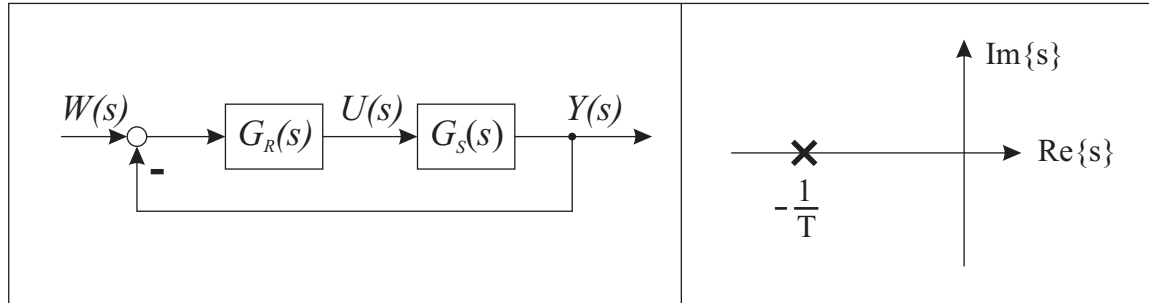 W(s)
G_R(s)
U(s)
G_S(s)
Y(s)
-
Im{s}
Re{s}
- 1/T